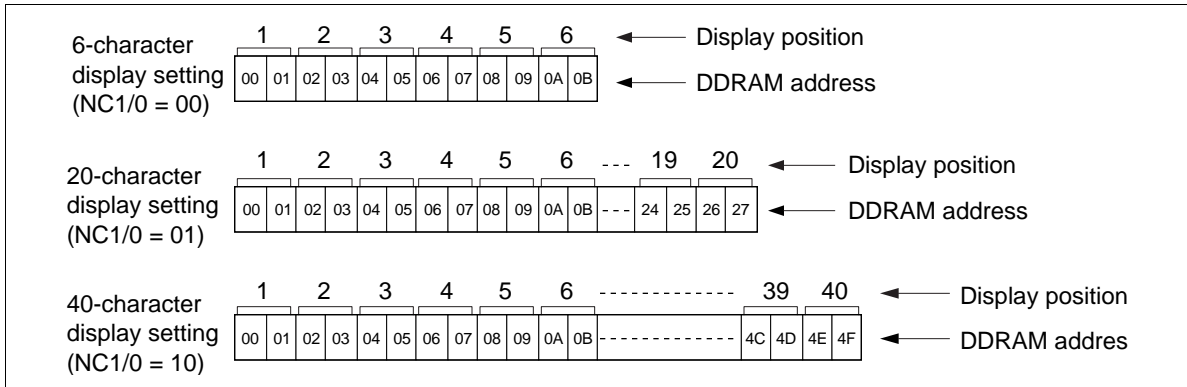 1 2 3 4 5 6 Display position
6-character
display setting
(NC1/0 = 00)
00 01 02 03 04 05 06 07 08 09 0A 0B DDRAM address
1 2 3 4 5 6 --- 19 20 Display position
20-character
display setting
(NC1/0 = 01)
00 01 02 03 04 05 06 07 08 09 0A 0B --- 24 25 26 27 DDRAM address
1 2 3 4 5 6 -------------- 39 40 Display position
40-character
display setting
(NC1/0 = 10)
00 01 02 03 04 05 06 07 08 09 0A 0B -------------- 4C 4D 4E 4F DDRAM addres